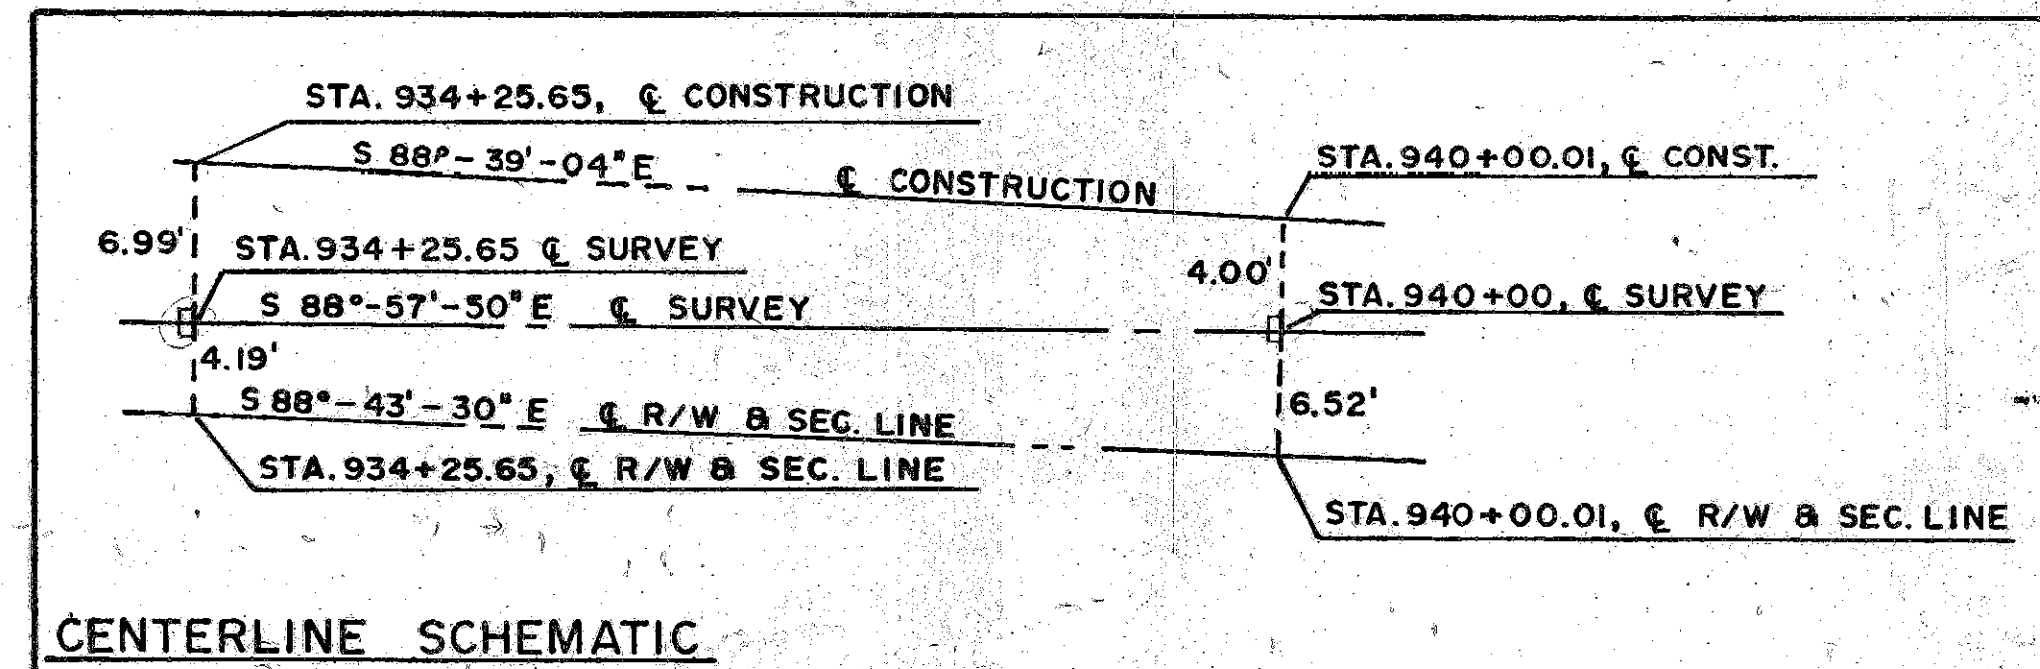 STA. 934+25.65, ℄ CONSTRUCTION
S 88°-39'-04" E
℄ CONSTRUCTION
STA. 940+00.01, ℄ CONST.
6.99'
STA. 934+25.65 ℄ SURVEY
4.00'
S 88°-57'-50" E ℄ SURVEY
STA. 940+00, ℄ SURVEY
4.19'
S 88°-43'-30" E ℄ R/W & SEC. LINE
6.52'
STA. 934+25.65, ℄ R/W & SEC. LINE
STA. 940+00.01, ℄ R/W & SEC. LINE
CENTERLINE SCHEMATIC